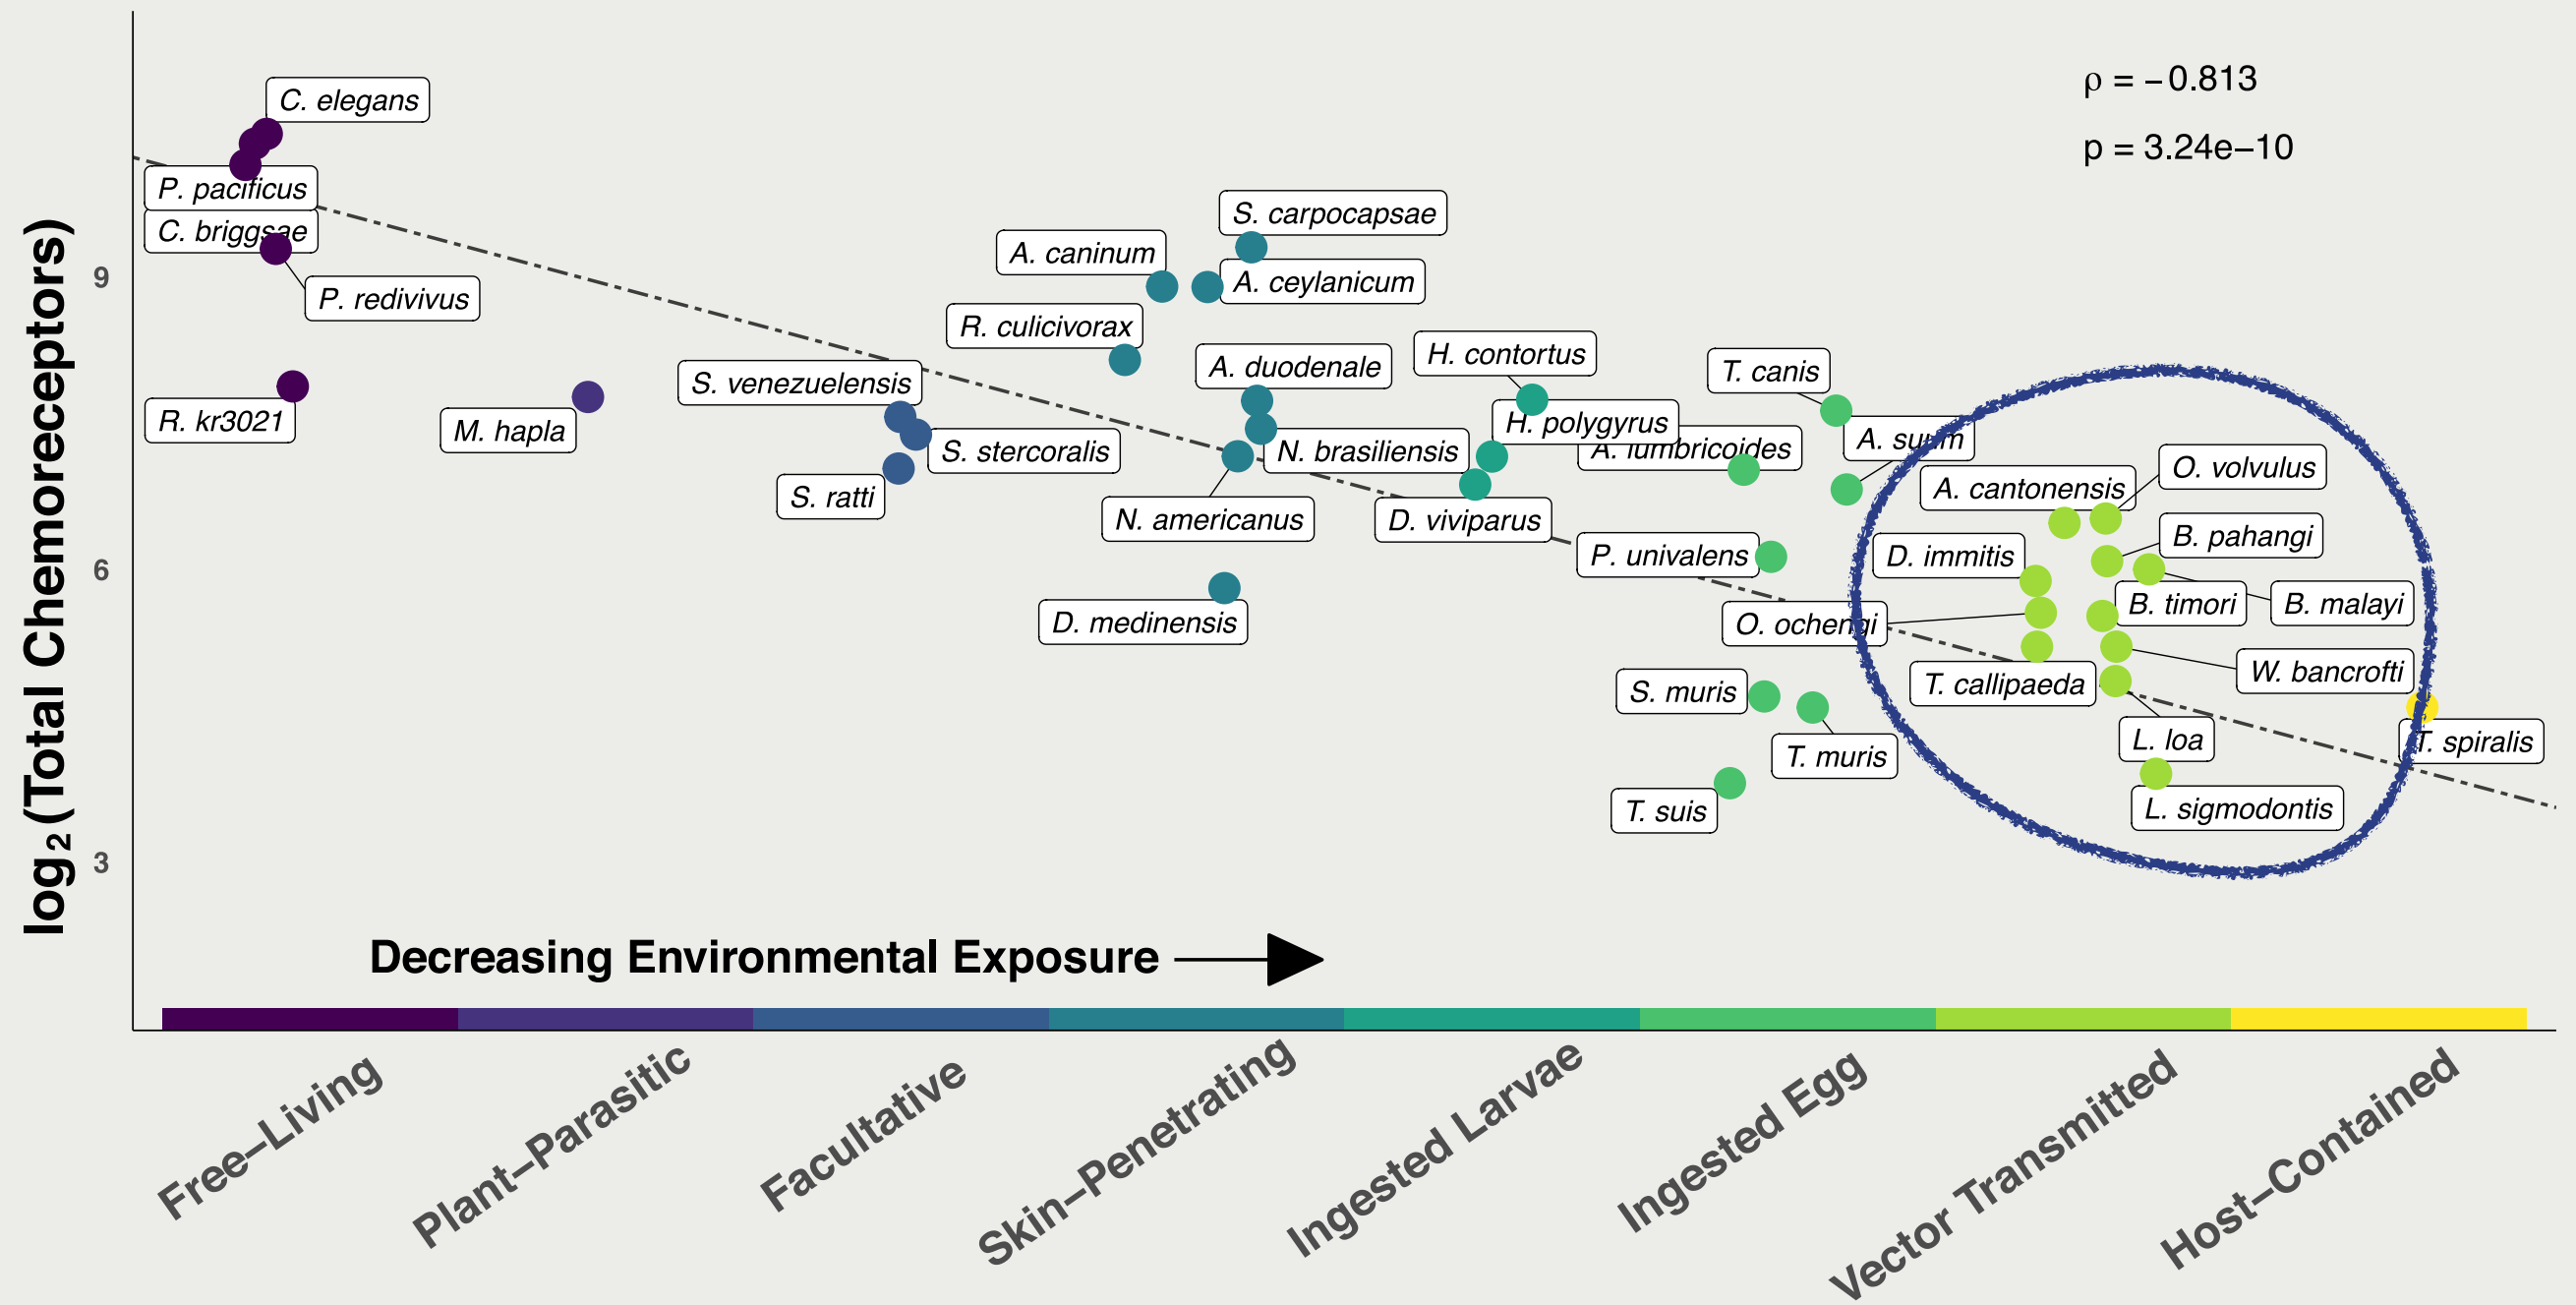 C. elegans
ρ = −0.813
p = 3.24e−10
P. pacificus
C. briggsae
P. redivivus
R. kr3021
M. hapla
S. venezuelensis
S. stercoralis
S. ratti
A. caninum
S. carpocapsae
A. ceylanicum
R. culicivorax
A. duodenale
N. brasiliensis
N. americanus
D. medinensis
H. contortus
H. polygyrus
D. viviparus
T. canis
A. suum
A. lumbricoides
P. univalens
S. muris
T. muris
T. suis
A. cantonensis
O. volvulus
B. pahangi
D. immitis
B. timori
B. malayi
O. ochengi
T. callipaeda
W. bancrofti
L. loa
T. spiralis
L. sigmodontis
log₂(Total Chemoreceptors)
9
6
3
Decreasing Environmental Exposure
Free−Living
Plant−Parasitic
Facultative
Skin−Penetrating
Ingested Larvae
Ingested Egg
Vector Transmitted
Host−Contained